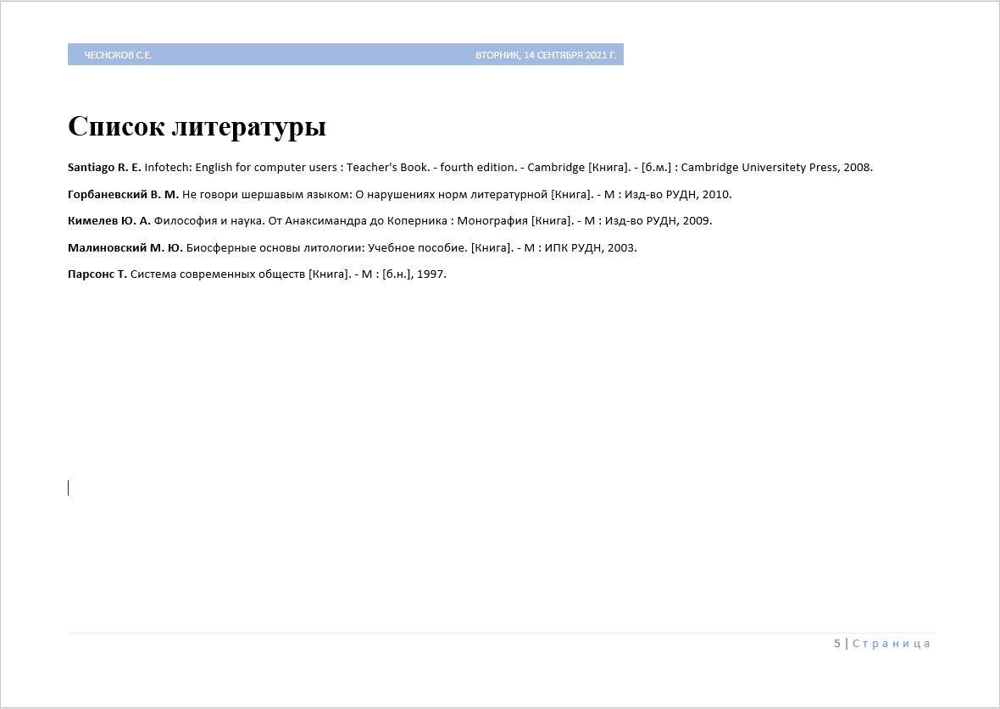 ЧЕСНОКОВ С.Е. ВТОРНИК, 14 СЕНТЯБРЯ 2021 Г.
Список литературы
Santiago R. E. Infotech: English for computer users : Teacher's Book. - fourth edition. - Cambridge [Книга]. - [б.м.] : Cambridge Universitety Press, 2008.
Горбаневский В. М. Не говори шершавым языком: О нарушениях норм литературной [Книга]. - М : Изд-во РУДН, 2010.
Кимелев Ю. А. Философия и наука. От Анаксимандра до Коперника : Монография [Книга]. - М : Изд-во РУДН, 2009.
Малиновский М. Ю. Биосферные основы литологии: Учебное пособие. [Книга]. - М : ИПК РУДН, 2003.
Парсонс Т. Система современных обществ [Книга]. - М : [б.н.], 1997.
5 | Страница